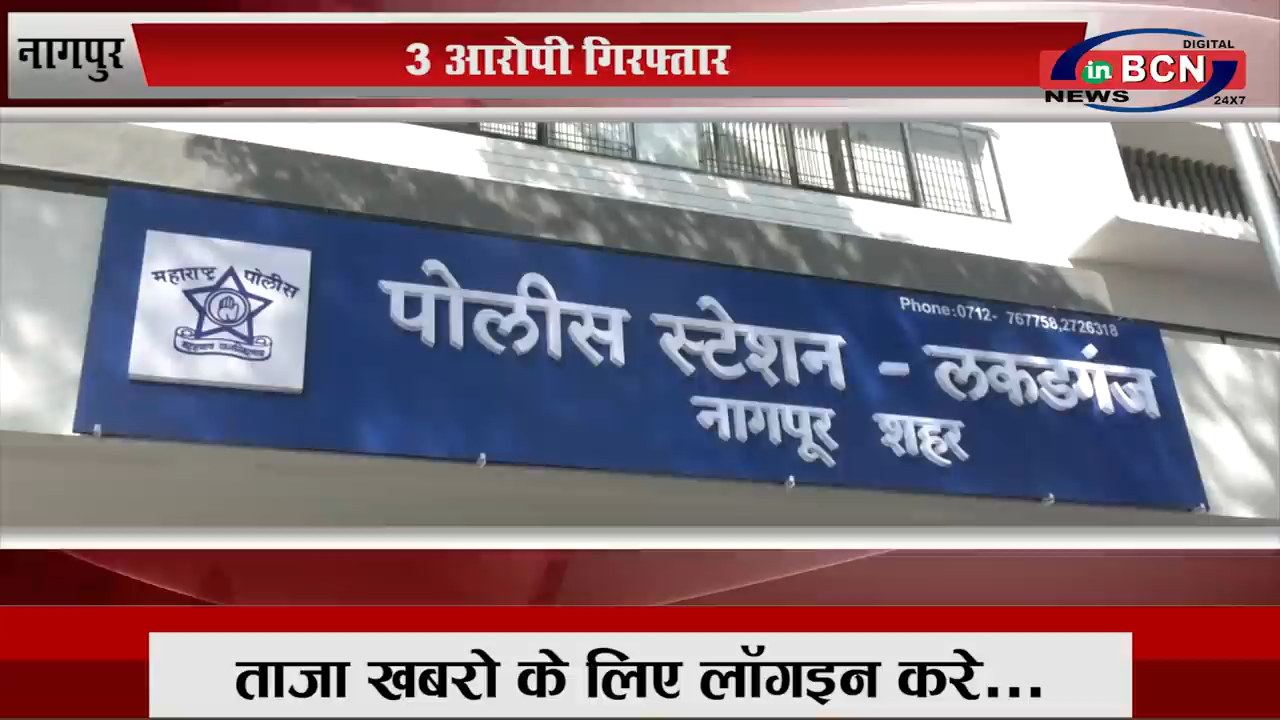 नागपुर
3 आरोपी गिरफ्तार
DIGITAL
in BCN
NEWS
24X7
महाराष्ट्र पोलीस
Phone:0712- 767758,2726318
पोलीस स्टेशन - लकडगंज
नागपूर शहर
ताजा खबरो के लिए लॉगइन करे...